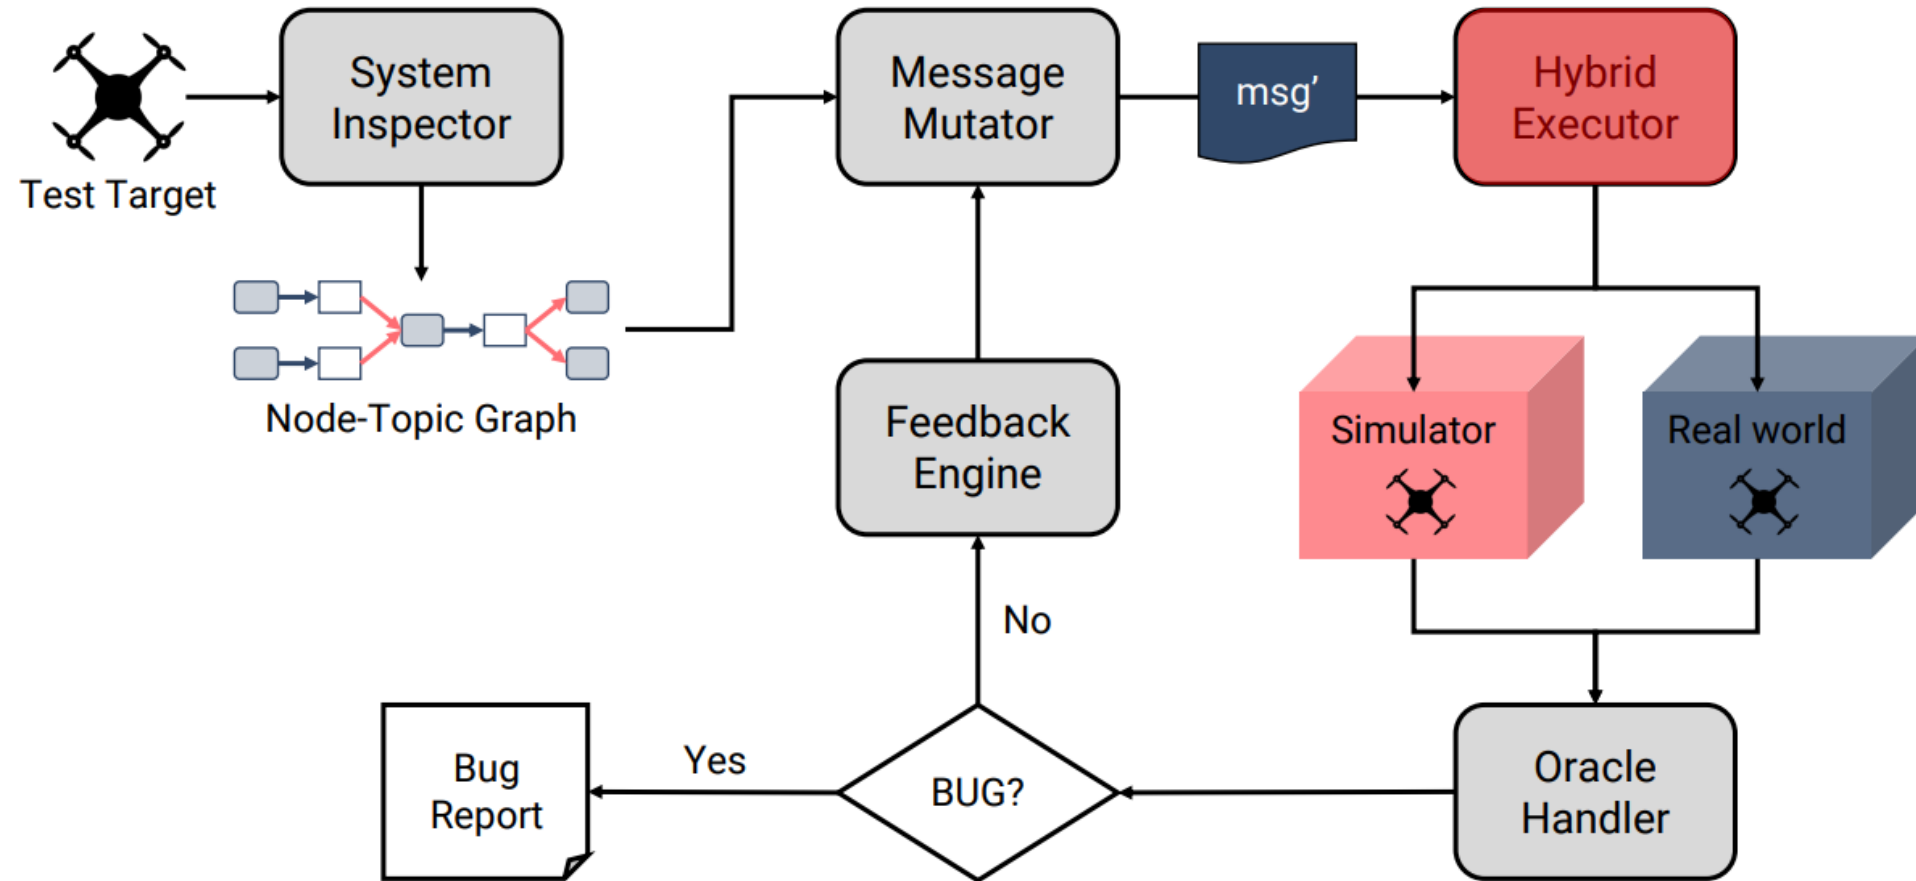 System
Inspector
Message
Mutator
msg’
Hybrid
Executor
Test Target
Node-Topic Graph
Feedback
Engine
Simulator
Real world
No
Bug
Report
Yes
BUG?
Oracle
Handler